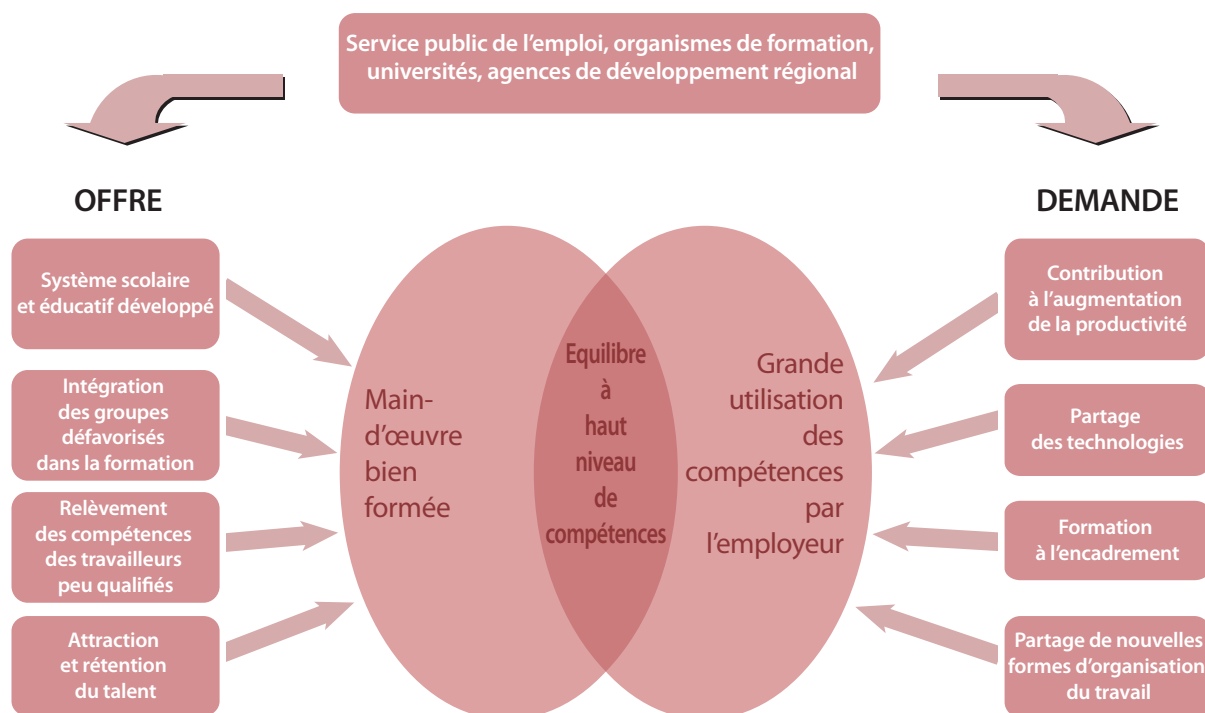 Service public de l'emploi, organismes de formation,
universités, agences de développement régional
OFFRE
Système scolaire
et éducatif développé
Intégration
des groupes
défavorisés
dans la formation
Relèvement
des compétences
des travailleurs
peu qualifiés
Attraction
et rétention
du talent
Main-
d'œuvre
bien
formée
Equilibre
à
haut
niveau
de
compétences
Grande
utilisation
des
compétences
par
l'employeur
DEMANDE
Contribution
à l'augmentation
de la productivité
Partage
des technologies
Formation
à l'encadrement
Partage de nouvelles
formes d'organisation
du travail